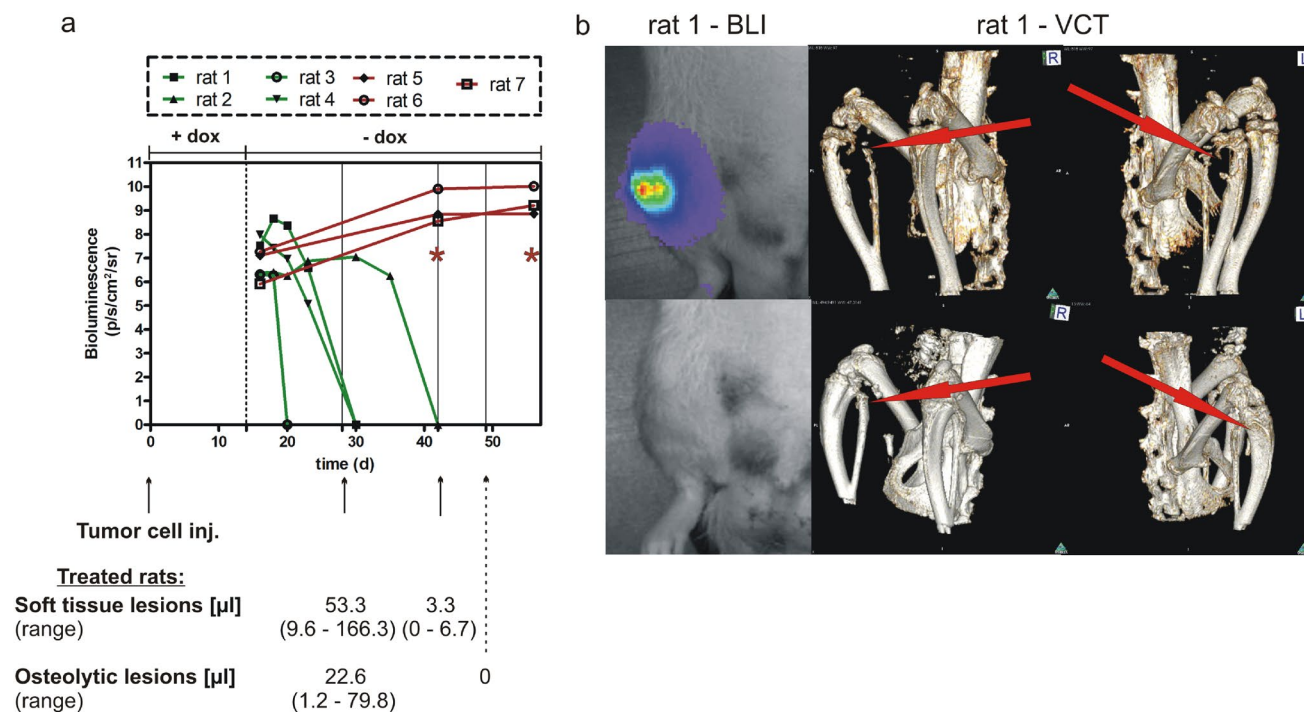 a
rat 1
rat 2
rat 3
rat 4
rat 5
rat 6
rat 7
+ dox
- dox
Bioluminescence
(p/s/cm²/sr)
11
10
9
8
7
6
5
4
3
2
1
0
*
*
0 10 20 30 40 50
time (d)
Tumor cell inj.
Treated rats:
Soft tissue lesions [µl] 53.3 3.3
(range) (9.6 - 166.3) (0 - 6.7)
Osteolytic lesions [µl] 22.6 0
(range) (1.2 - 79.8)
b
rat 1 - BLI
rat 1 - VCT
R
L
R
L